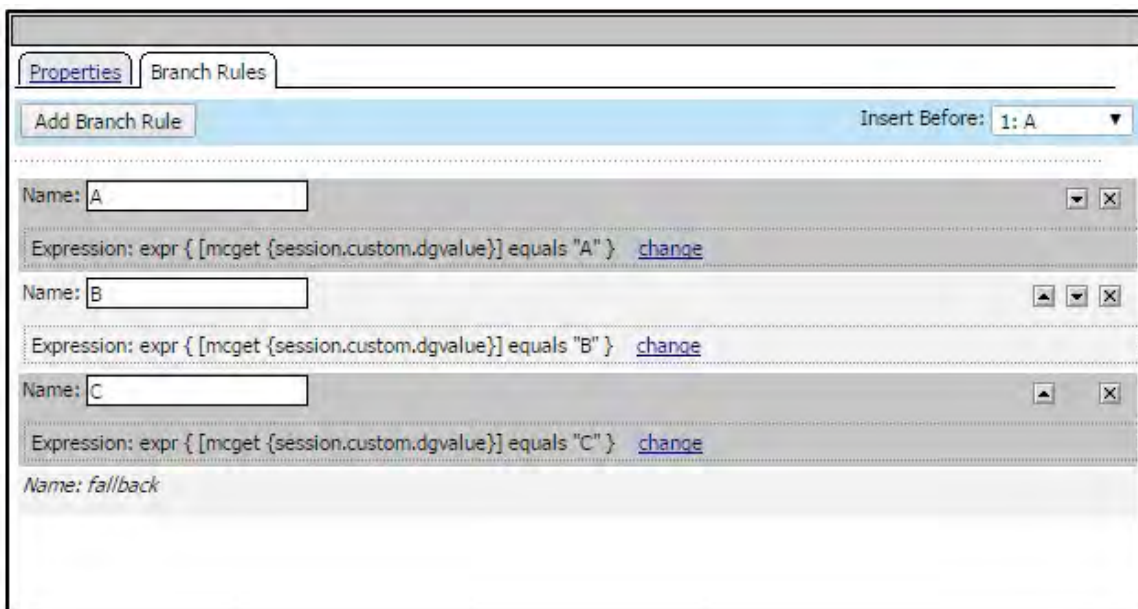 Properties Branch Rules
Add Branch Rule Insert Before: 1: A
Name: A
Expression: expr { [mcget {session.custom.dgvalue}] equals "A" } change
Name: B
Expression: expr { [mcget {session.custom.dgvalue}] equals "B" } change
Name: C
Expression: expr { [mcget {session.custom.dgvalue}] equals "C" } change
Name: fallback